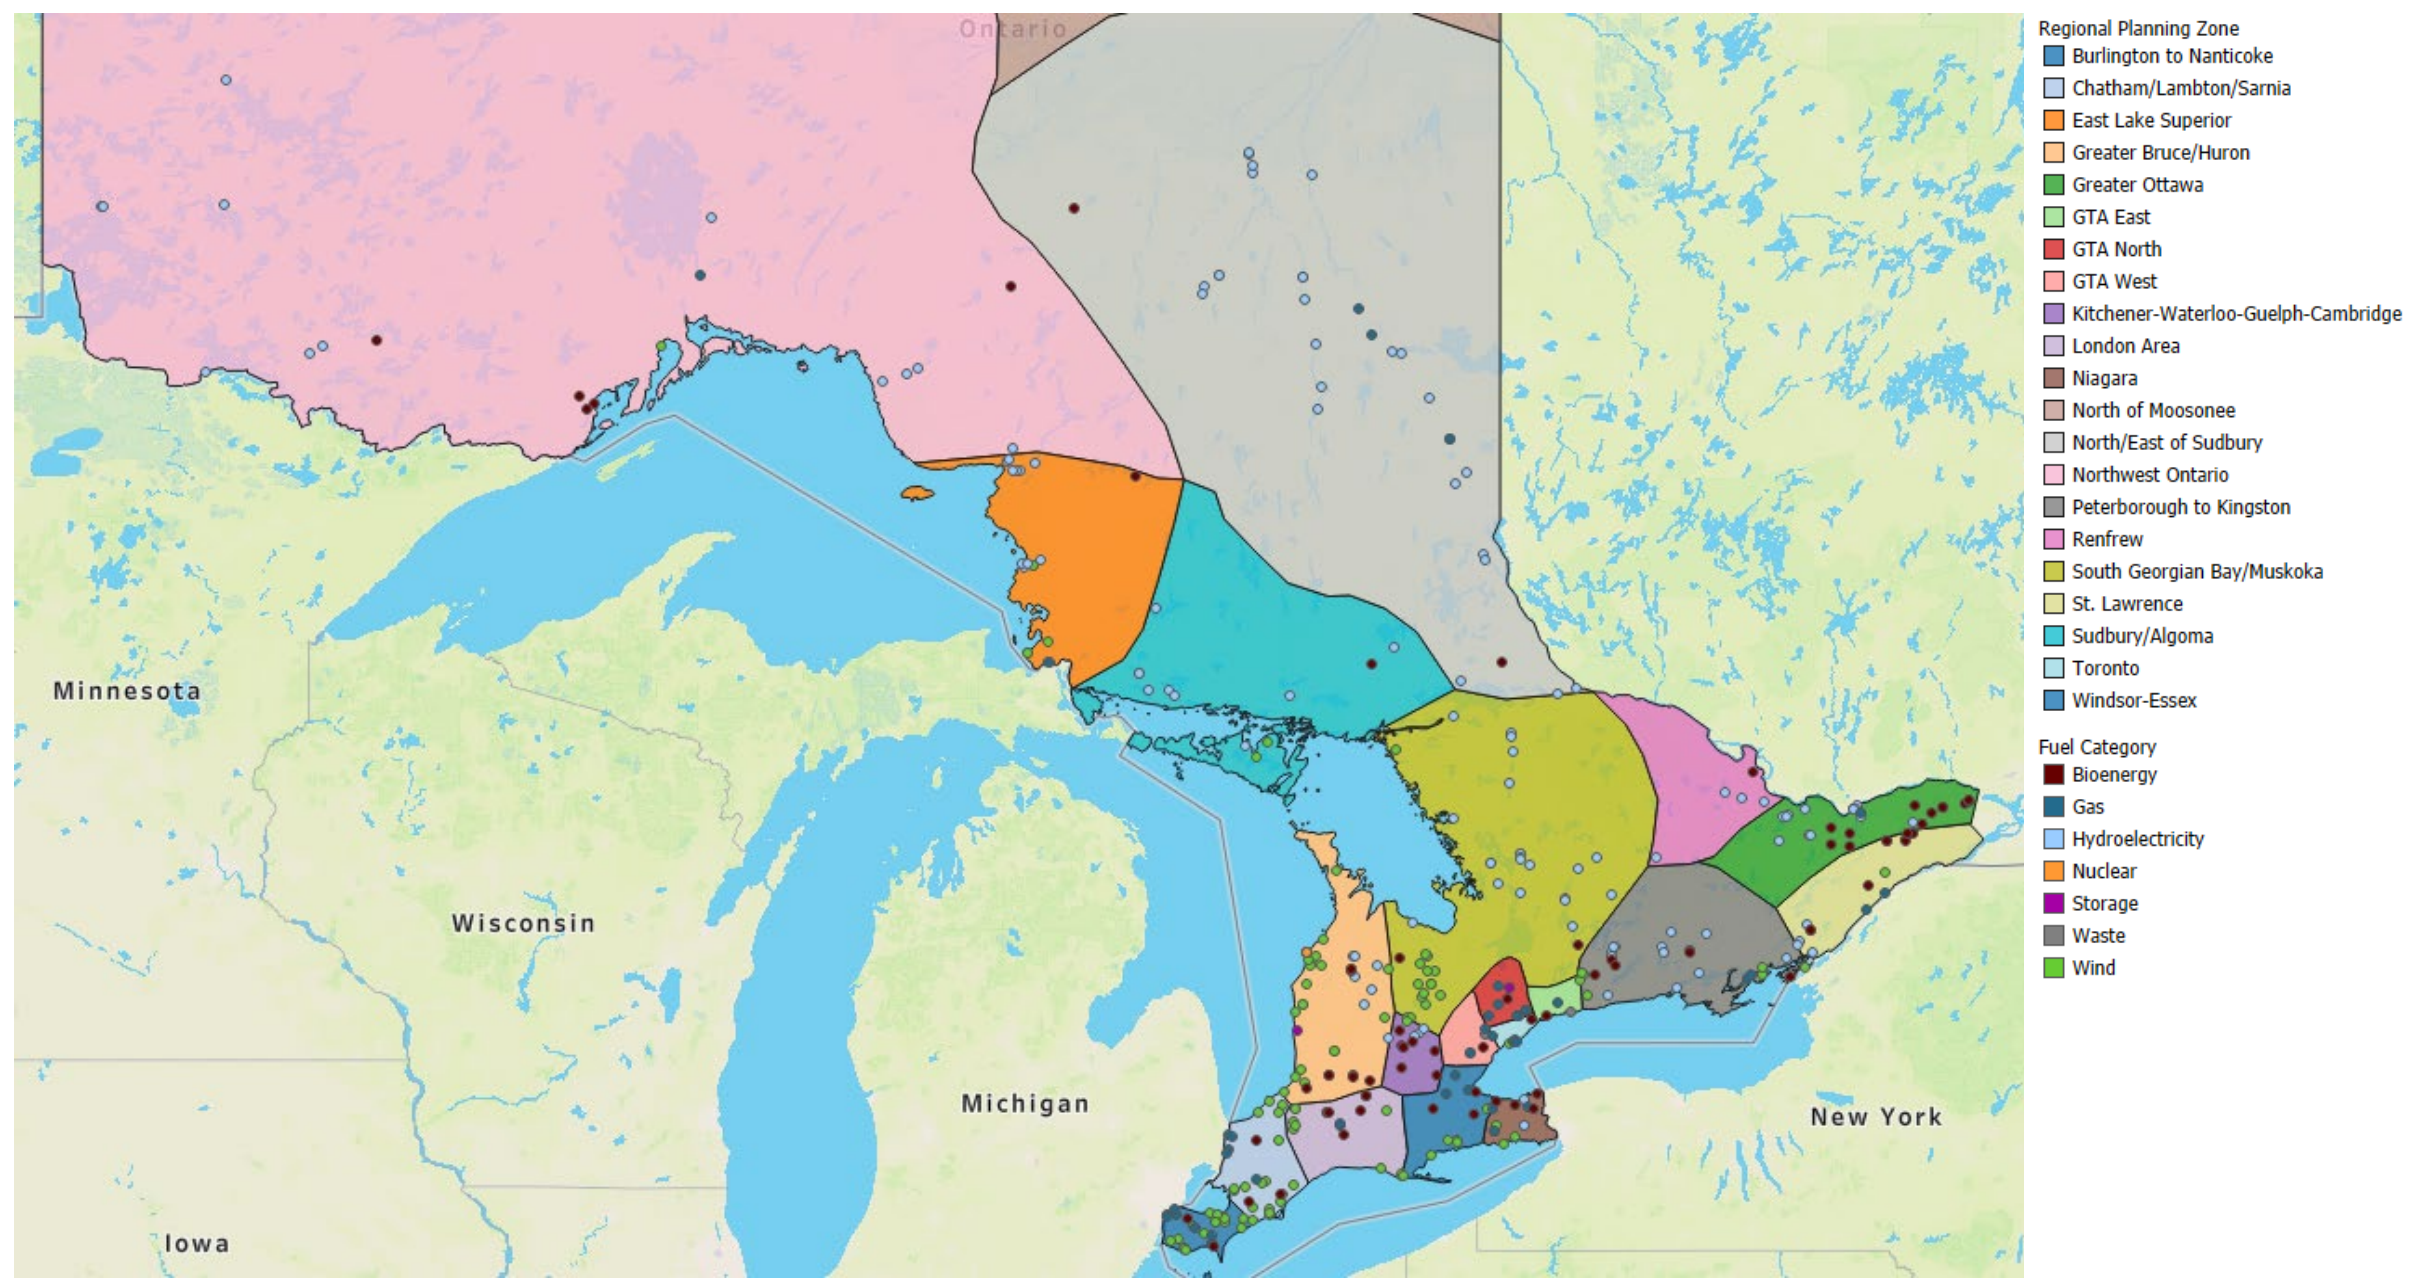 Ontario
Minnesota
Wisconsin
Michigan
New York
Iowa
Regional Planning Zone
Burlington to Nanticoke
Chatham/Lambton/Sarnia
East Lake Superior
Greater Bruce/Huron
Greater Ottawa
GTA East
GTA North
GTA West
Kitchener-Waterloo-Guelph-Cambridge
London Area
Niagara
North of Moosonee
North/East of Sudbury
Northwest Ontario
Peterborough to Kingston
Renfrew
South Georgian Bay/Muskoka
St. Lawrence
Sudbury/Algoma
Toronto
Windsor-Essex
Fuel Category
Bioenergy
Gas
Hydroelectricity
Nuclear
Storage
Waste
Wind